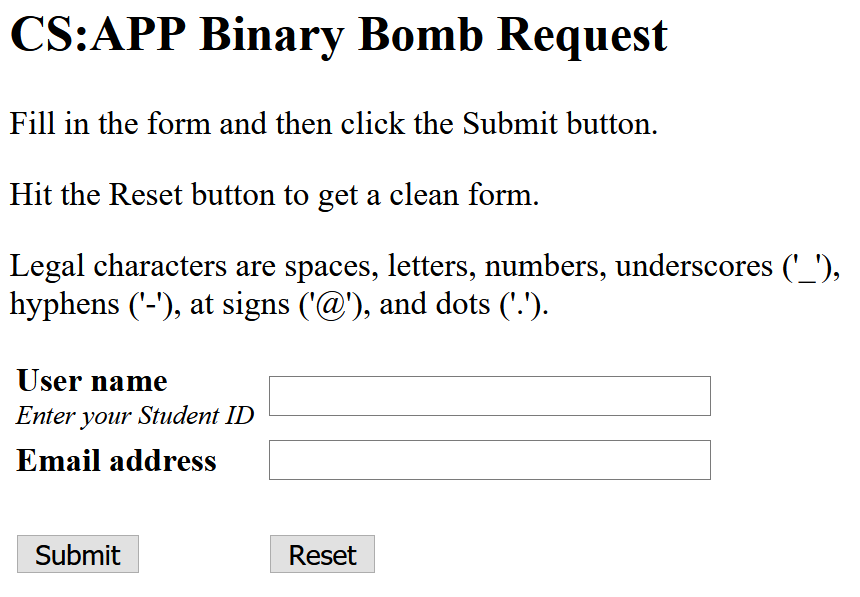 CS:APP Binary Bomb Request
Fill in the form and then click the Submit button.
Hit the Reset button to get a clean form.
Legal characters are spaces, letters, numbers, underscores ('_'),
hyphens ('-'), at signs ('@'), and dots ('.').
User name
Enter your Student ID
Email address
Submit Reset